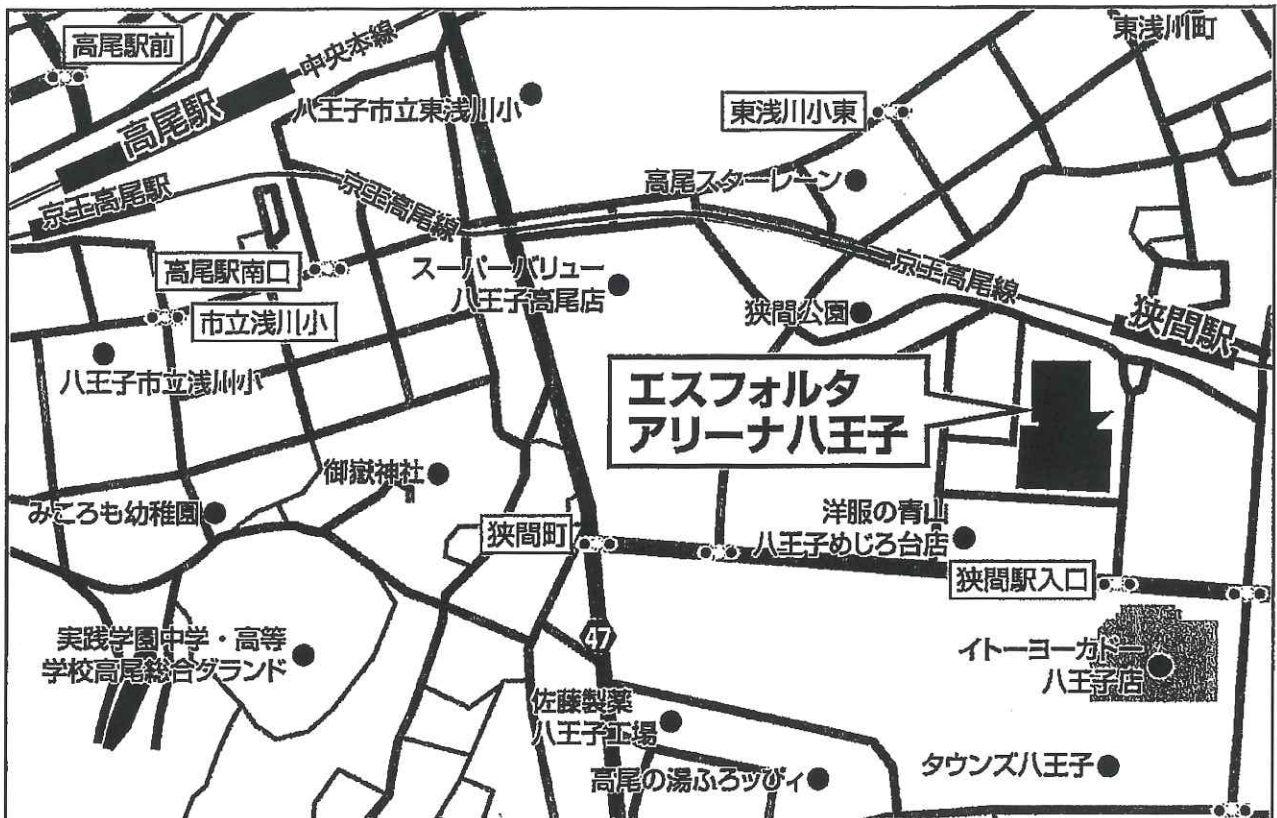 高尾駅前
中央本線
東浅川町
高尾駅
八王子市立東浅川小
東浅川小東
京王高尾駅
京王高尾線
高尾スターレーン
高尾駅南口
スーパーバリュー
八王子高尾店
京王高尾線
市立浅川小
狭間公園
狭間駅
八王子市立浅川小
エスフォルタ
アリーナ八王子
御嶽神社
みころも幼稚園
狭間町
洋服の青山
八王子めじろ台店
狭間駅入口
実践学園中学・高等
学校高尾総合グランド
47
イトーヨーカドー
八王子店
佐藤製薬
八王子工場
高尾の湯ふろッぴィ
タウンズ八王子